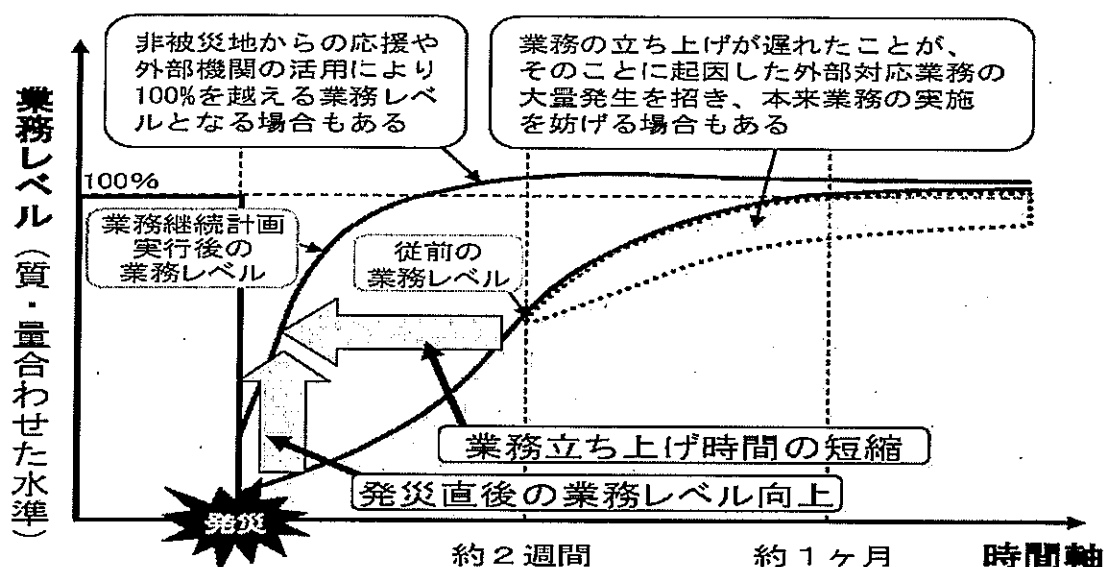 非被災地からの応援や
外部機関の活用により
100%を越える業務レベ
ルとなる場合もある
業務の立ち上げが遅れたことが、
そのことに起因した外部対応業務の
大量発生を招き、本来業務の実施
を妨げる場合もある
業務レベル（質・量合わせた水準）
100%
業務継続計画
実行後の
業務レベル
従前の
業務レベル
業務立ち上げ時間の短縮
発災直後の業務レベル向上
発災
約２週間
約１ヶ月
時間軸